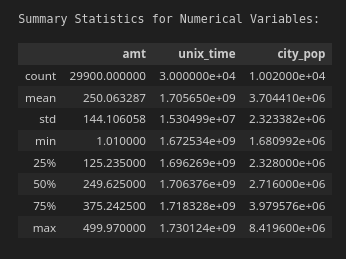 Summary Statistics for Numerical Variables:
amt unix_time city_pop
count 29900.000000 3.000000e+04 1.002000e+04
mean 250.063287 1.705650e+09 3.704410e+06
std 144.106058 1.530499e+07 2.323382e+06
min 1.010000 1.672534e+09 1.680992e+06
25% 125.235000 1.696269e+09 2.328000e+06
50% 249.625000 1.706376e+09 2.716000e+06
75% 375.242500 1.718328e+09 3.979576e+06
max 499.970000 1.730124e+09 8.419600e+06